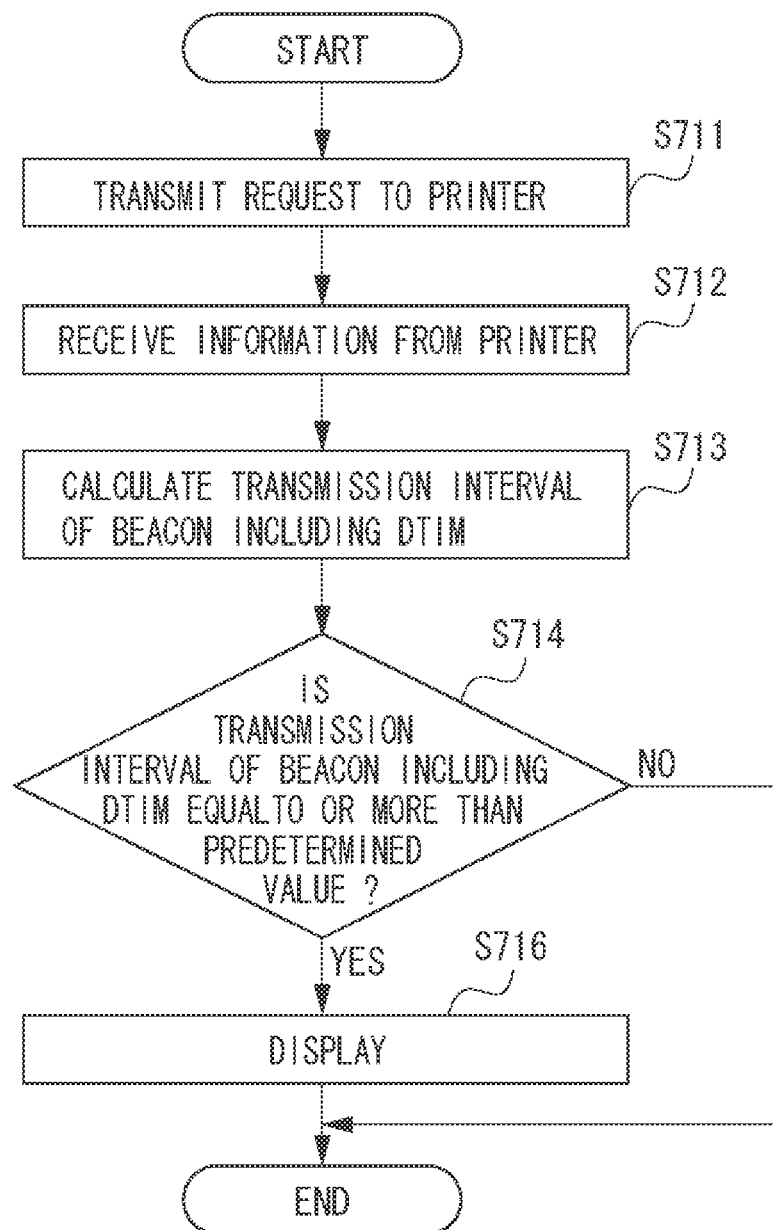 START
S711
TRANSMIT REQUEST TO PRINTER
S712
RECEIVE INFORMATION FROM PRINTER
S713
CALCULATE TRANSMISSION INTERVAL
OF BEACON INCLUDING DTIM
S714
IS
TRANSMISSION
INTERVAL OF BEACON INCLUDING
DTIM EQUALTO OR MORE THAN
PREDETERMINED
VALUE ?
NO
YES
S716
DISPLAY
END